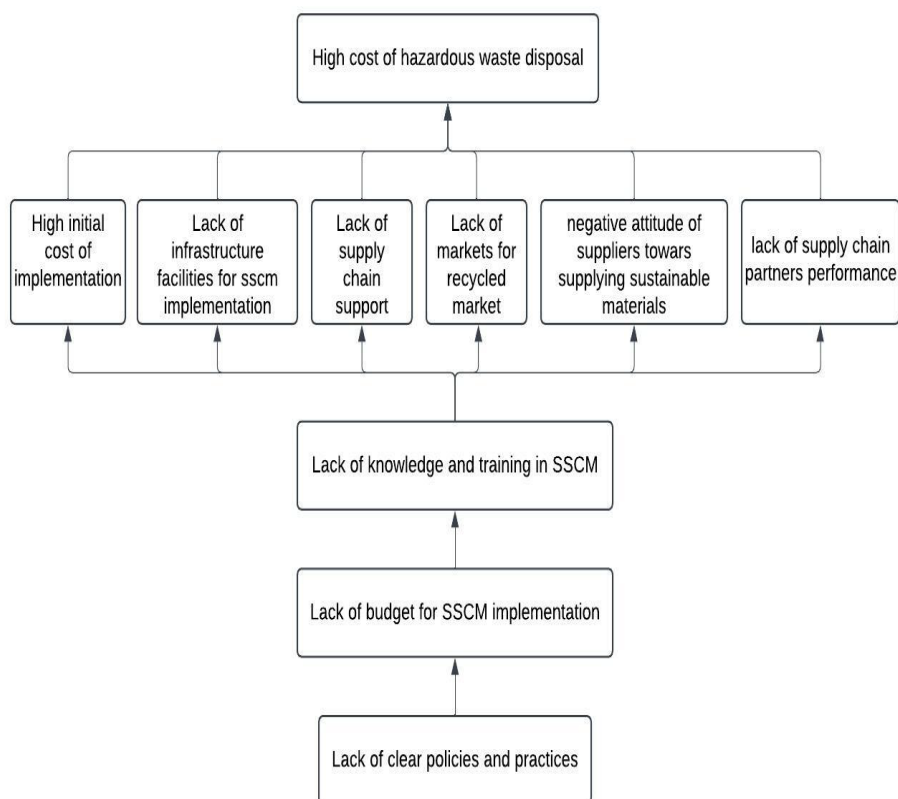 High cost of hazardous waste disposal
High initial
cost of
implementation
Lack of
infrastructure
facilities for sscm
implementation
Lack of
supply
chain
support
Lack of
markets for
recycled
market
negative attitude of
suppliers towars
supplying sustainable
materials
lack of supply chain
partners performance
Lack of knowledge and training in SSCM
Lack of budget for SSCM implementation
Lack of clear policies and practices